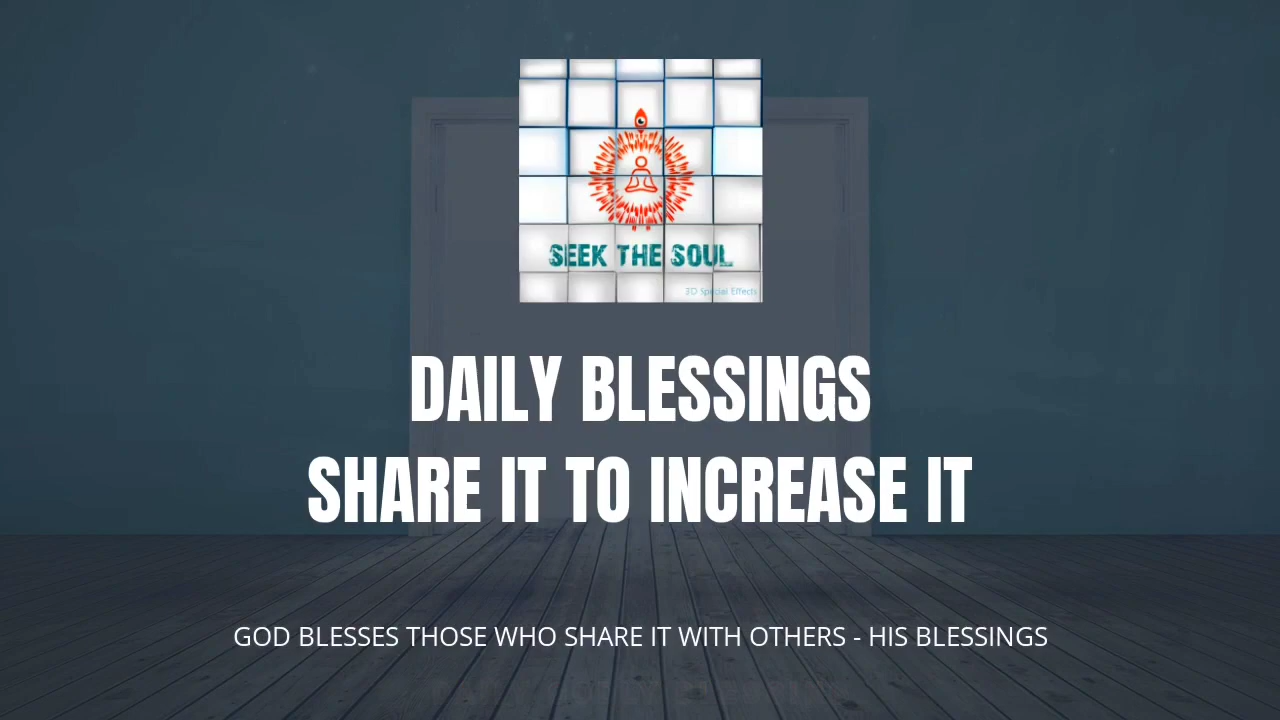 SEEK THE SOUL
3D Special Effects
DAILY BLESSINGS
SHARE IT TO INCREASE IT
GOD BLESSES THOSE WHO SHARE IT WITH OTHERS - HIS BLESSINGS